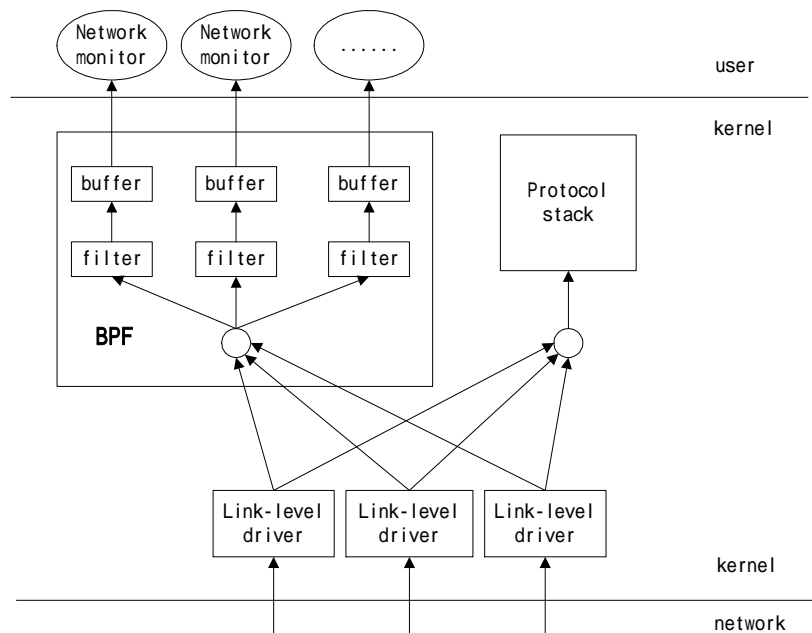 Network
monitor
Network
monitor
......
user
kernel
buffer
buffer
buffer
Protocol
stack
filter
filter
filter
BPF
Link-level
driver
Link-level
driver
Link-level
driver
kernel
network